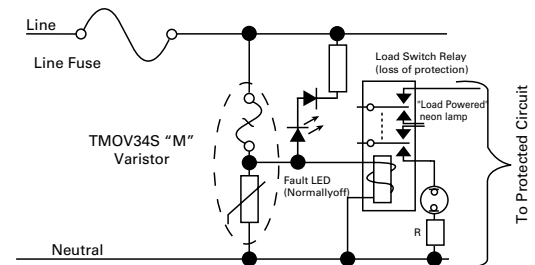 Line
Line Fuse
Load Switch Relay
(loss of protection)
"Load Powered"
neon lamp
TMOV34S “M”
Varistor
Fault LED
(Normallyoff)
To Protected Circuit
R
Neutral